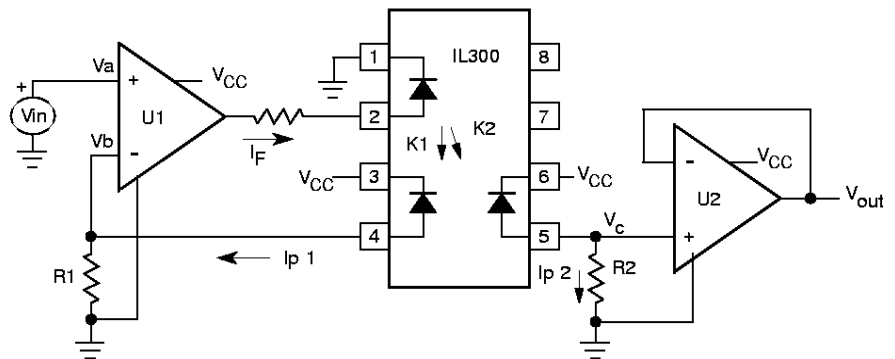 1
IL300
8
Va
VCC
+
Vin
+
U1
2
7
K1
K2
Vb
-
IF
VCC
3
6
VCC
-
VCC
U2
Vout
4
5
Vc
+
Ip 1
R1
Ip 2
R2